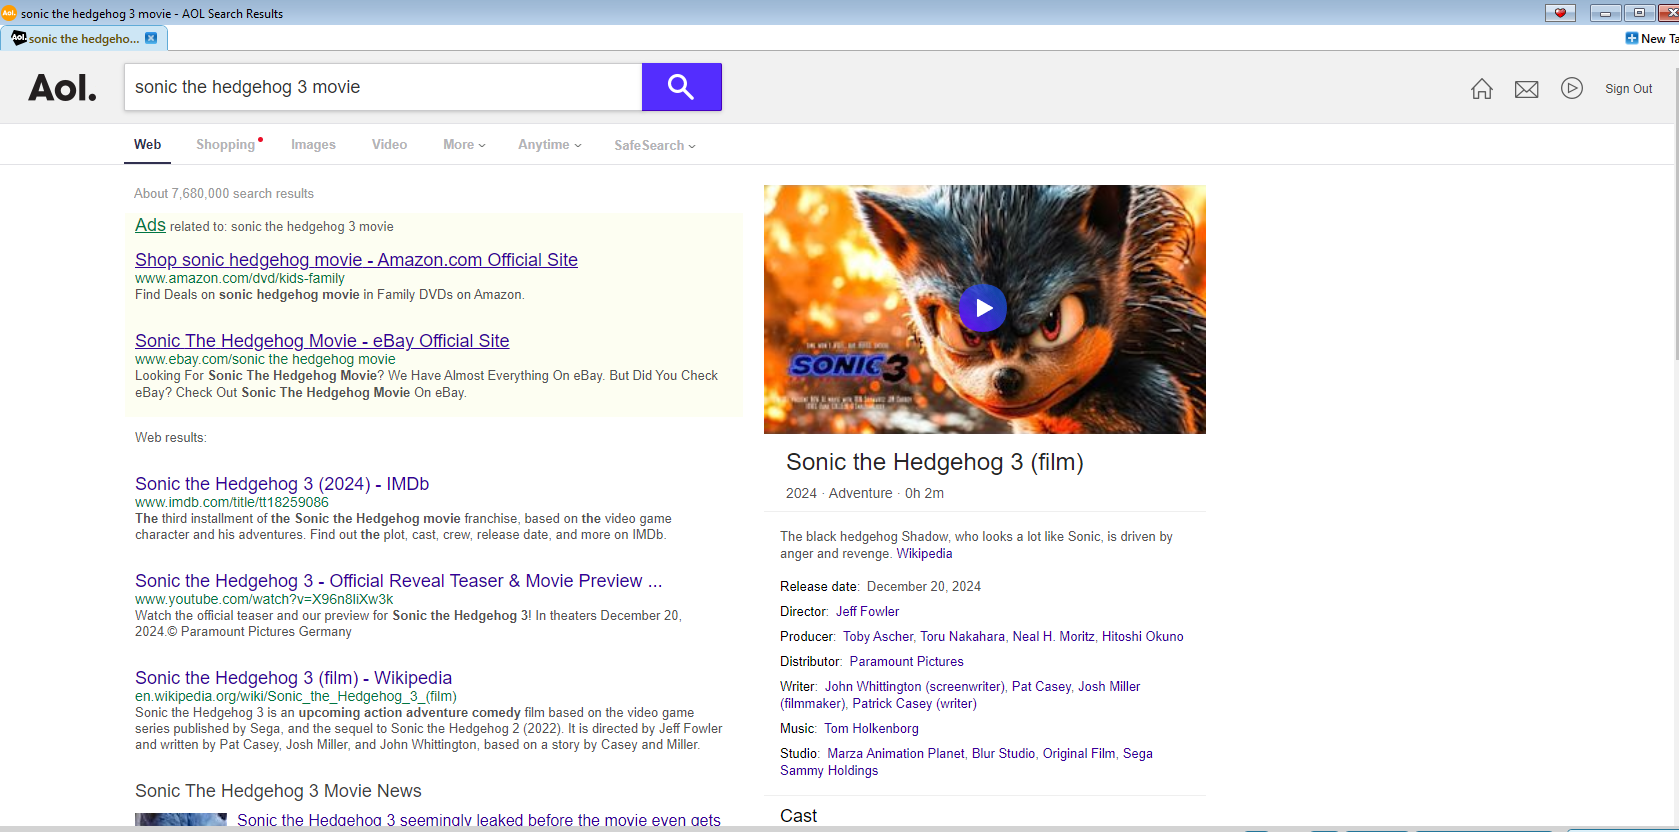 sonic the hedgehog 3 movie - AOL Search Results
Aol. sonic the hedgeho...
New Ta
Aol.
sonic the hedgehog 3 movie
Sign Out
Web Shopping Images Video More Anytime SafeSearch
About 7,680,000 search results
Ads related to: sonic the hedgehog 3 movie
Shop sonic hedgehog movie - Amazon.com Official Site
www.amazon.com/dvd/kids-family
Find Deals on sonic hedgehog movie in Family DVDs on Amazon.
Sonic The Hedgehog Movie - eBay Official Site
www.ebay.com/sonic the hedgehog movie
Looking For Sonic The Hedgehog Movie? We Have Almost Everything On eBay. But Did You Check
eBay? Check Out Sonic The Hedgehog Movie On eBay.
Web results:
Sonic the Hedgehog 3 (2024) - IMDb
www.imdb.com/title/tt18259086
The third installment of the Sonic the Hedgehog movie franchise, based on the video game
character and his adventures. Find out the plot, cast, crew, release date, and more on IMDb.
Sonic the Hedgehog 3 - Official Reveal Teaser & Movie Preview ...
www.youtube.com/watch?v=X96n8liXw3k
Watch the official teaser and our preview for Sonic the Hedgehog 3! In theaters December 20,
2024.© Paramount Pictures Germany
Sonic the Hedgehog 3 (film) - Wikipedia
en.wikipedia.org/wiki/Sonic_the_Hedgehog_3_(film)
Sonic the Hedgehog 3 is an upcoming action adventure comedy film based on the video game
series published by Sega, and the sequel to Sonic the Hedgehog 2 (2022). It is directed by Jeff Fowler
and written by Pat Casey, Josh Miller, and John Whittington, based on a story by Casey and Miller.
Sonic The Hedgehog 3 Movie News
Sonic the Hedgehog 3 seemingly leaked before the movie even gets
SONIC 3
Sonic the Hedgehog 3 (film)
2024 · Adventure · 0h 2m
The black hedgehog Shadow, who looks a lot like Sonic, is driven by
anger and revenge. Wikipedia
Release date: December 20, 2024
Director: Jeff Fowler
Producer: Toby Ascher, Toru Nakahara, Neal H. Moritz, Hitoshi Okuno
Distributor: Paramount Pictures
Writer: John Whittington (screenwriter), Pat Casey, Josh Miller
(filmmaker), Patrick Casey (writer)
Music: Tom Holkenborg
Studio: Marza Animation Planet, Blur Studio, Original Film, Sega
Sammy Holdings
Cast